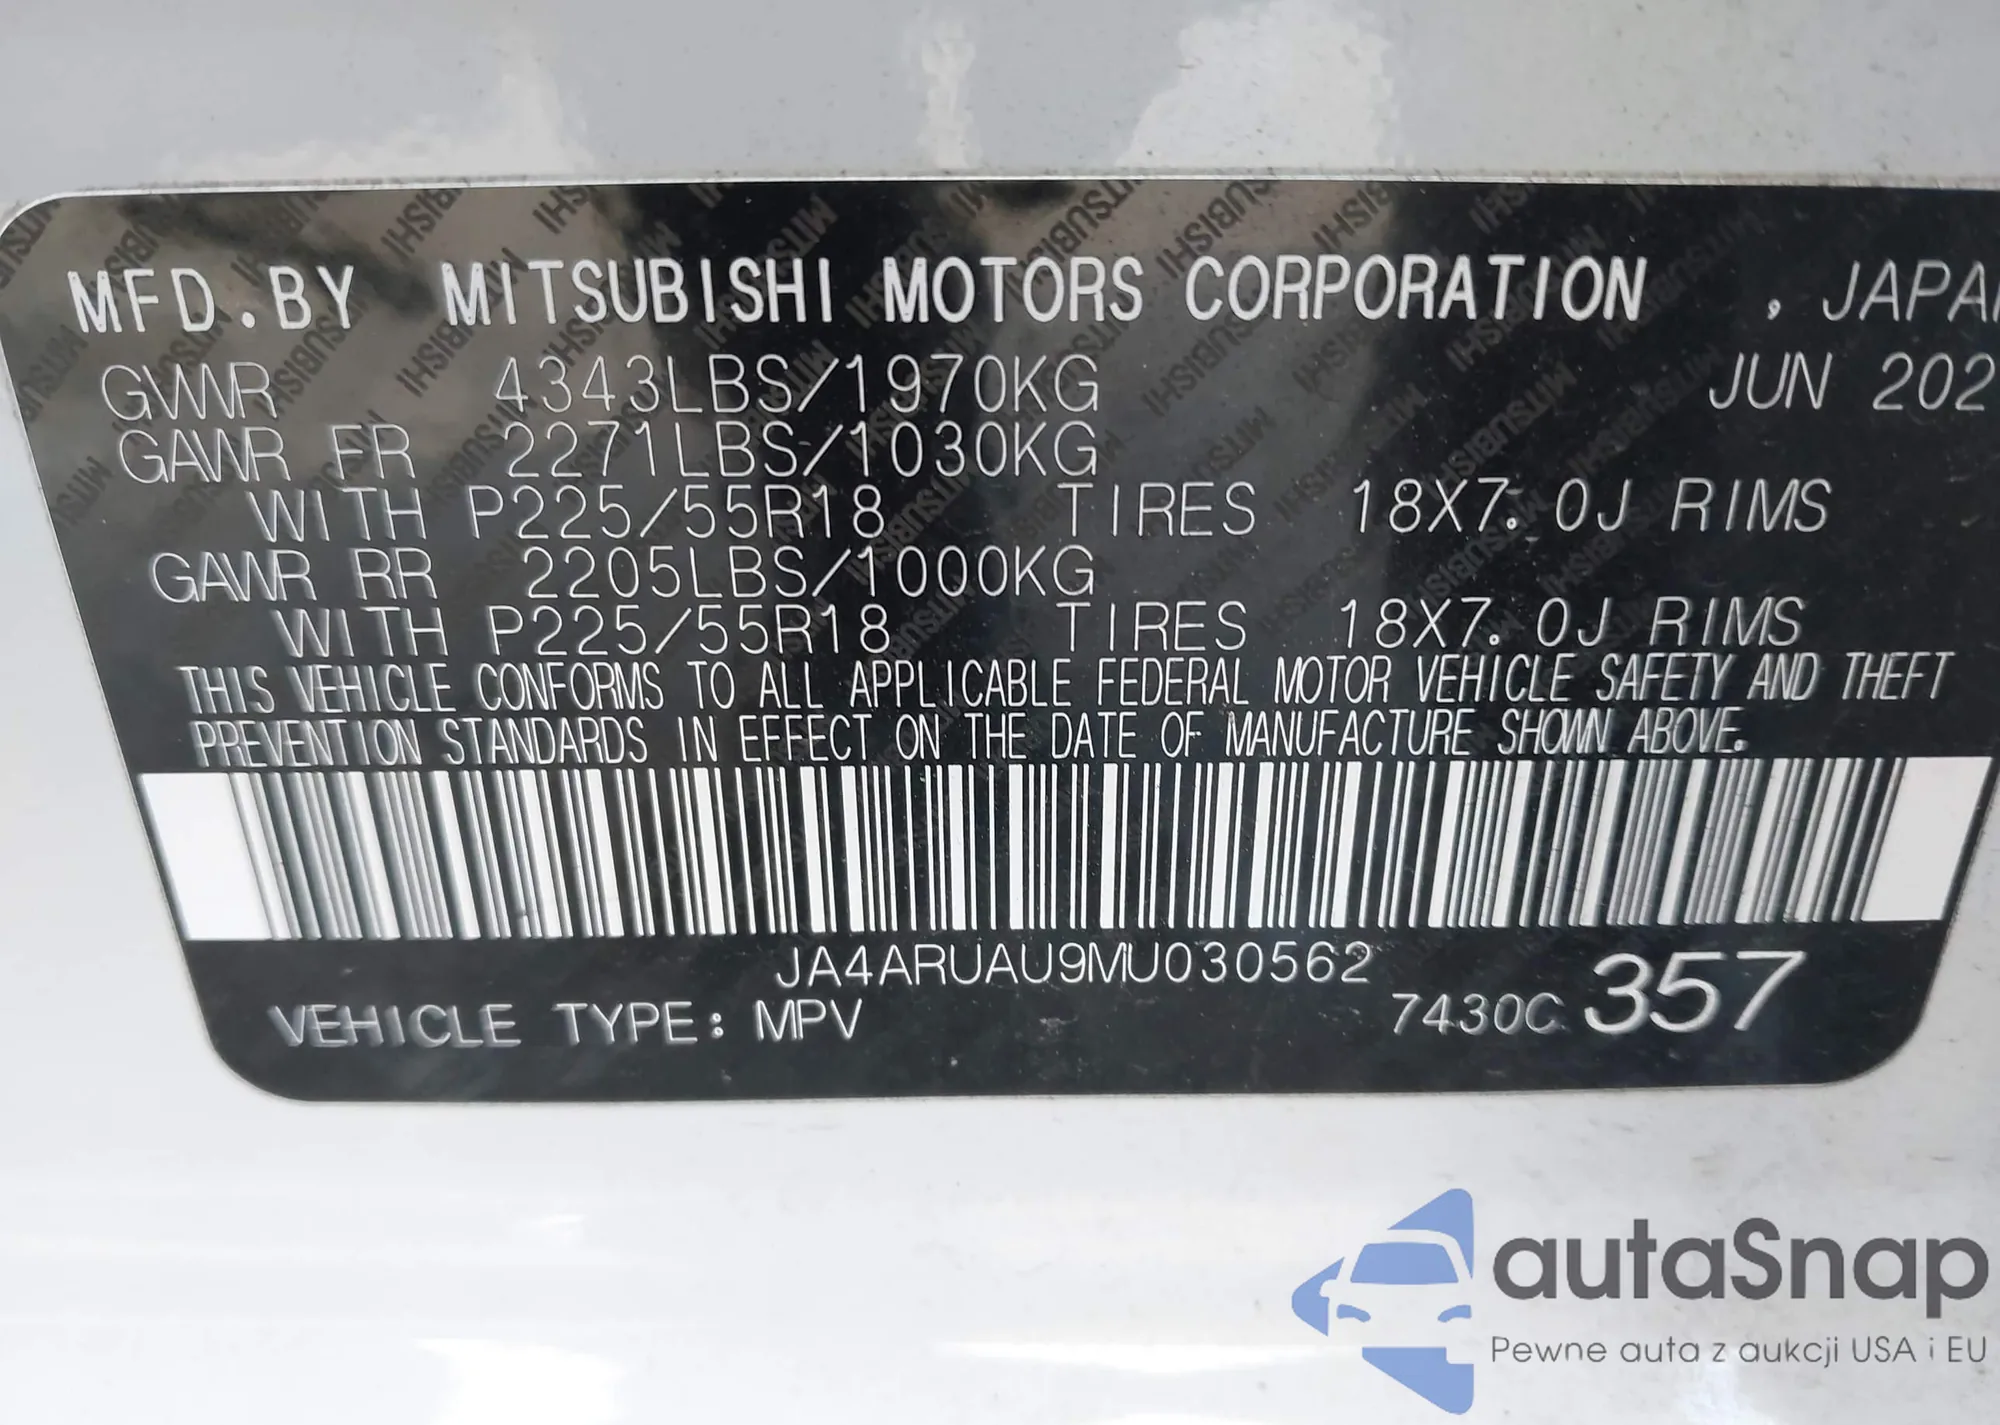 MFD.BY MITSUBISHI MOTORS CORPORATION , JAPAN
GVWR 4343LBS/1970KG JUN 202
GAWR FR 2271LBS/1030KG
WITH P225/55R18 TIRES 18X7.0J RIMS
GAWR RR 2205LBS/1000KG
WITH P225/55R18 TIRES 18X7.0J RIMS
THIS VEHICLE CONFORMS TO ALL APPLICABLE FEDERAL MOTOR VEHICLE SAFETY AND THEFT
PREVENTION STANDARDS IN EFFECT ON THE DATE OF MANUFACTURE SHOWN ABOVE.
JA4ARUAU9MU030562
VEHICLE TYPE: MPV 7430C 357
autaSnap
Pewne auta z aukcji USA i EU